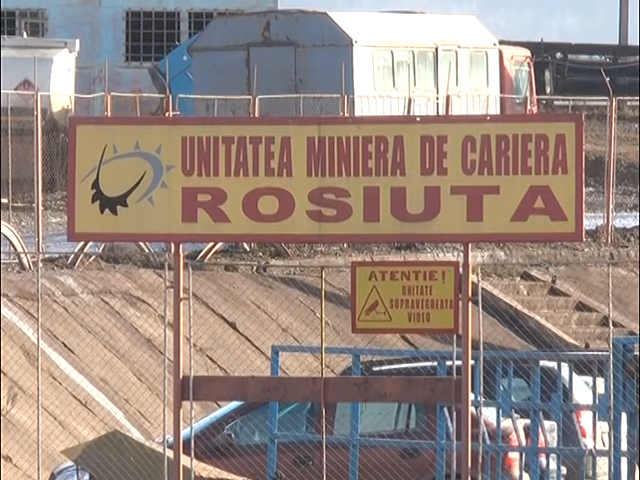 UNITATEA MINIERA DE CARIERA
ROSIUTA
ATENTIE!
UNITATE
SUPRAVEGHEATA
VIDEO